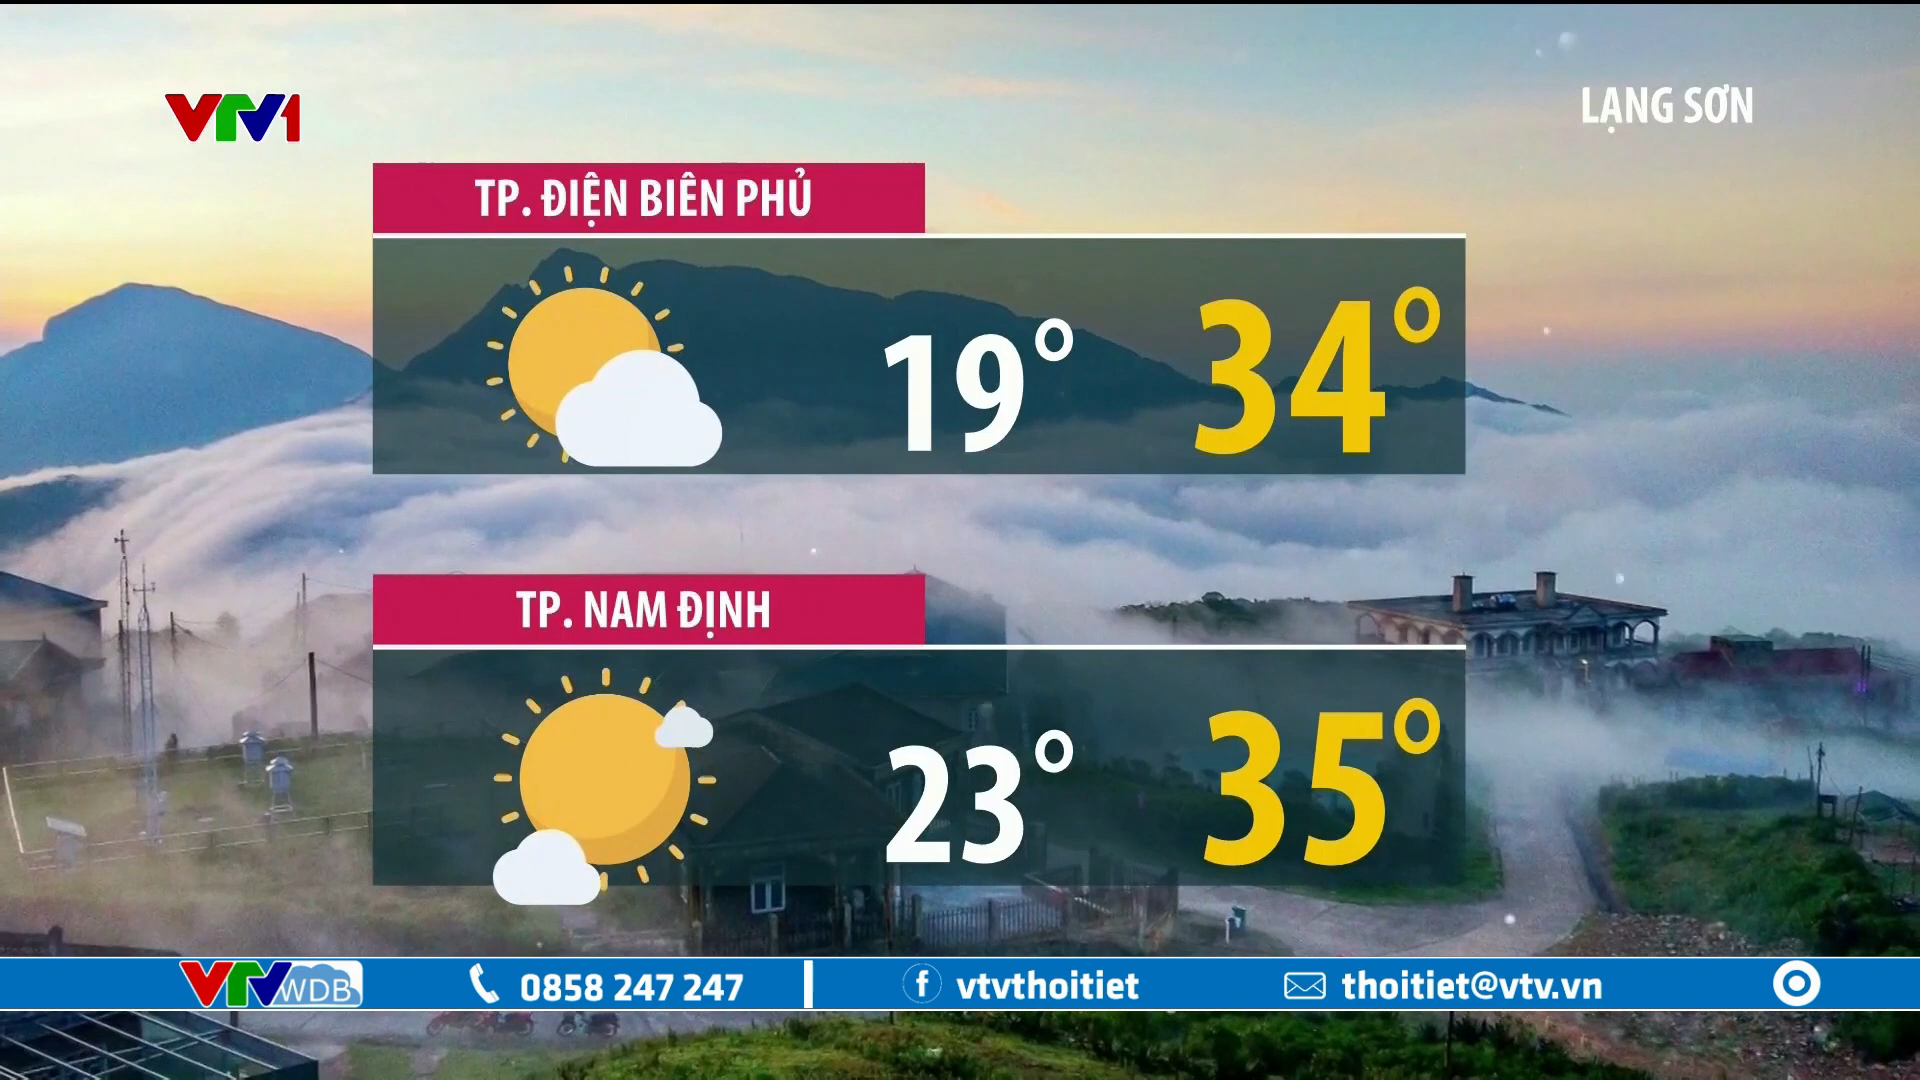 VTV1
LẠNG SƠN
TP. ĐIỆN BIÊN PHỦ
19° 34°
TP. NAM ĐỊNH
23° 35°
VTV WDB 0858 247 247 vtvthoitiet thoitiet@vtv.vn